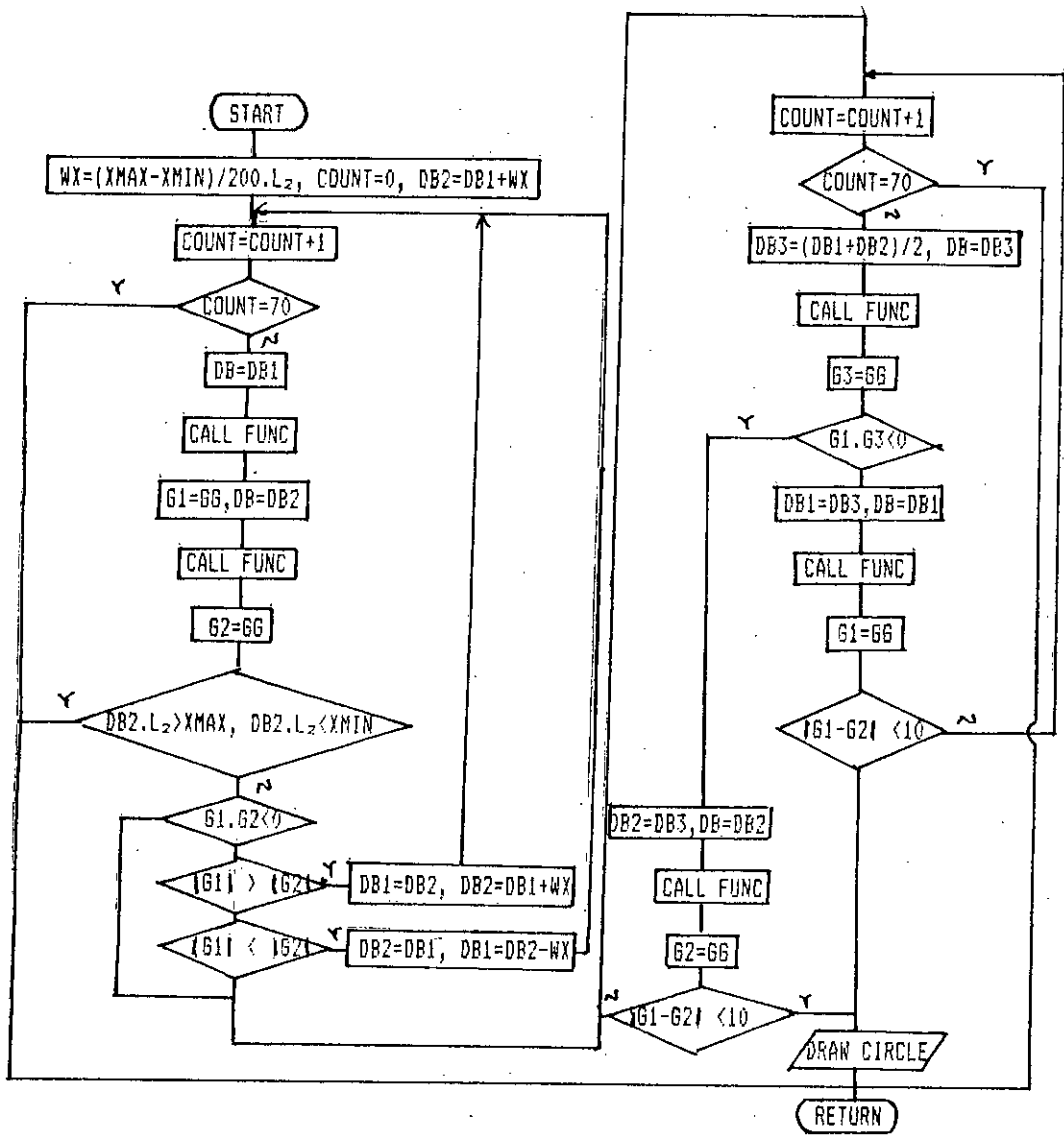 START
WX=(XMAX-XMIN)/200.L₂, COUNT=0, DB2=DB1+WX
COUNT=COUNT+1
Y
COUNT=70
N
DB=DB1
CALL FUNC
G1=GG,DB=DB2
CALL FUNC
G2=GG
Y
DB2.L₂>XMAX, DB2.L₂<XMIN
N
G1.G2<0
|G1| > |G2|
Y
DB1=DB2, DB2=DB1+WX
|G1| < |G2|
Y
DB2=DB1, DB1=DB2-WX
COUNT=COUNT+1
Y
COUNT=70
N
DB3=(DB1+DB2)/2, DB=DB3
CALL FUNC
G3=GG
Y
G1.G3<0
DB1=DB3,DB=DB1
CALL FUNC
G1=GG
|G1-G2| <10
N
DB2=DB3,DB=DB2
CALL FUNC
G2=GG
N
|G1-G2| <10
Y
DRAW CIRCLE
RETURN